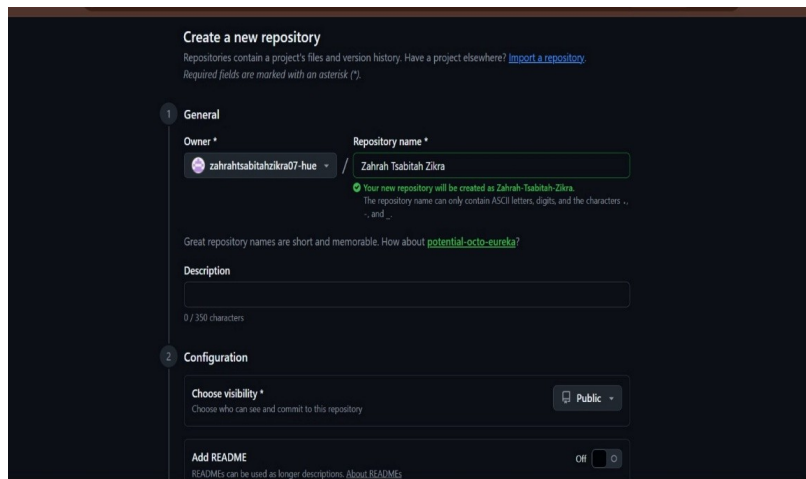 Create a new repository
Repositories contain a project's files and version history. Have a project elsewhere? Import a repository.
Required fields are marked with an asterisk (*).
1 General
Owner * Repository name *
zahrahtsabitahzikra07-hue / Zahrah Tsabitah Zikra
Your new repository will be created as Zahrah-Tsabitah-Zikra.
The repository name can only contain ASCII letters, digits, and the characters .,
-, and _.
Great repository names are short and memorable. How about potential-octo-eureka?
Description
0 / 350 characters
2 Configuration
Choose visibility *
Choose who can see and commit to this repository
Public
Add README
READMEs can be used as longer descriptions. About READMEs
Off